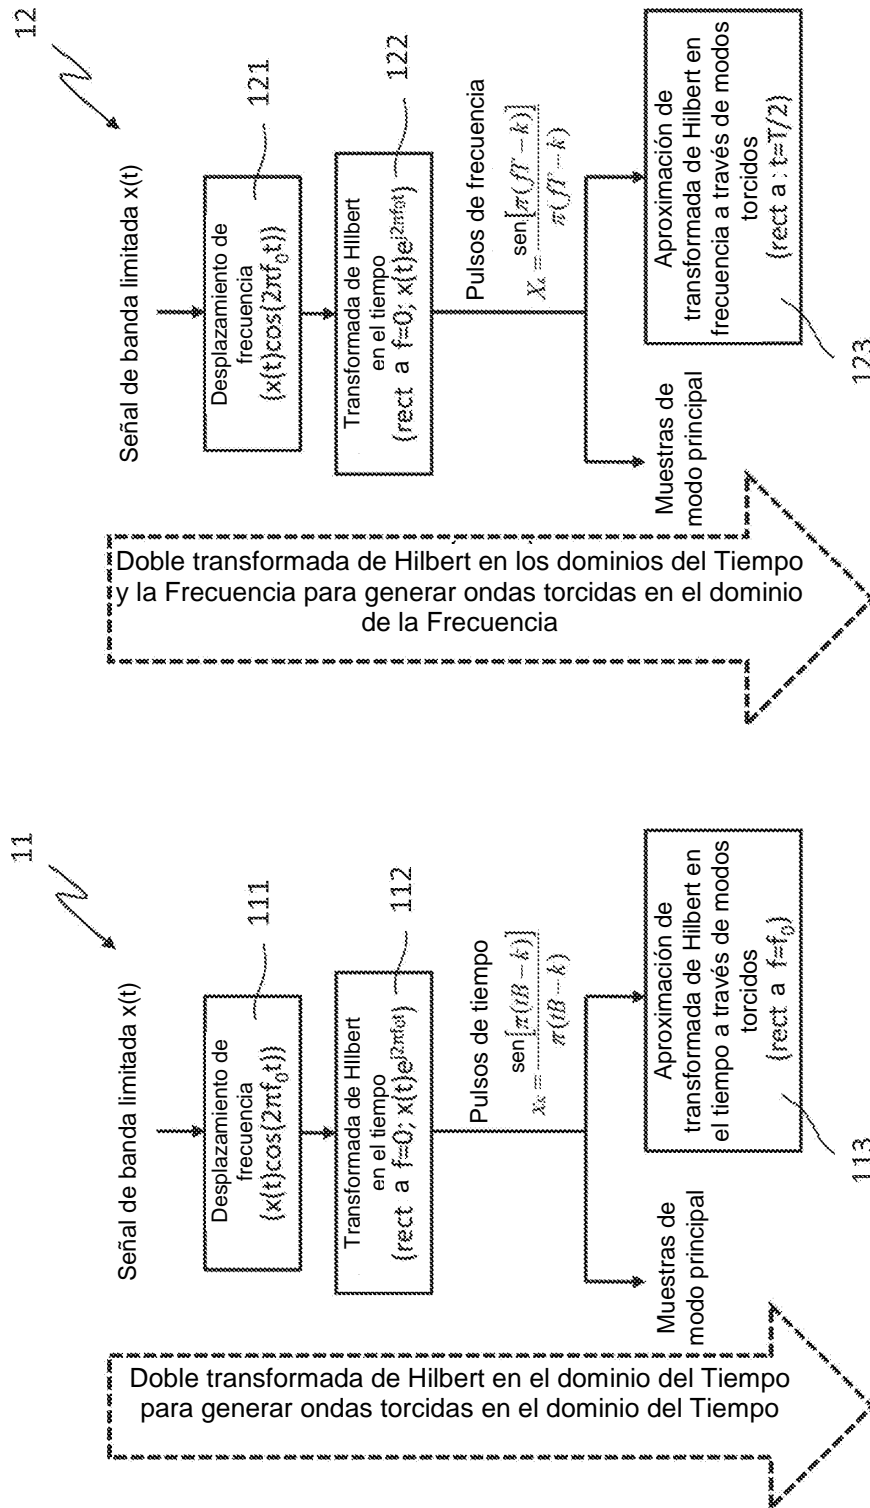 11
Señal de banda limitada x(t)
Desplazamiento de
frecuencia
(x(t)cos(2πf₀t))
111
Transformada de HIlbert
en el tiempo
(rect a f=0; x(t)e^{j2πf₀t})
112
Pulsos de tiempo
x_k = sen[π(tB-k)] / π(tB-k)
Muestras de
modo principal
Aproximación de
transformada de Hilbert en
el tiempo a través de modos
torcidos
(rect a f=f₀)
113
Doble transformada de Hilbert en el dominio del Tiempo
para generar ondas torcidas en el dominio del Tiempo
12
Señal de banda limitada x(t)
Desplazamiento de
frecuencia
(x(t)cos(2πf₀t))
121
Transformada de HIlbert
en el tiempo
(rect a f=0; x(t)e^{j2πf₀t})
122
Pulsos de frecuencia
X_k = sen[π(fT-k)] / π(fT-k)
Muestras de
modo principal
Aproximación de
transformada de Hilbert en
frecuencia a través de modos
torcidos
(rect a : t=T/2)
123
Doble transformada de Hilbert en los dominios del Tiempo
y la Frecuencia para generar ondas torcidas en el dominio
de la Frecuencia